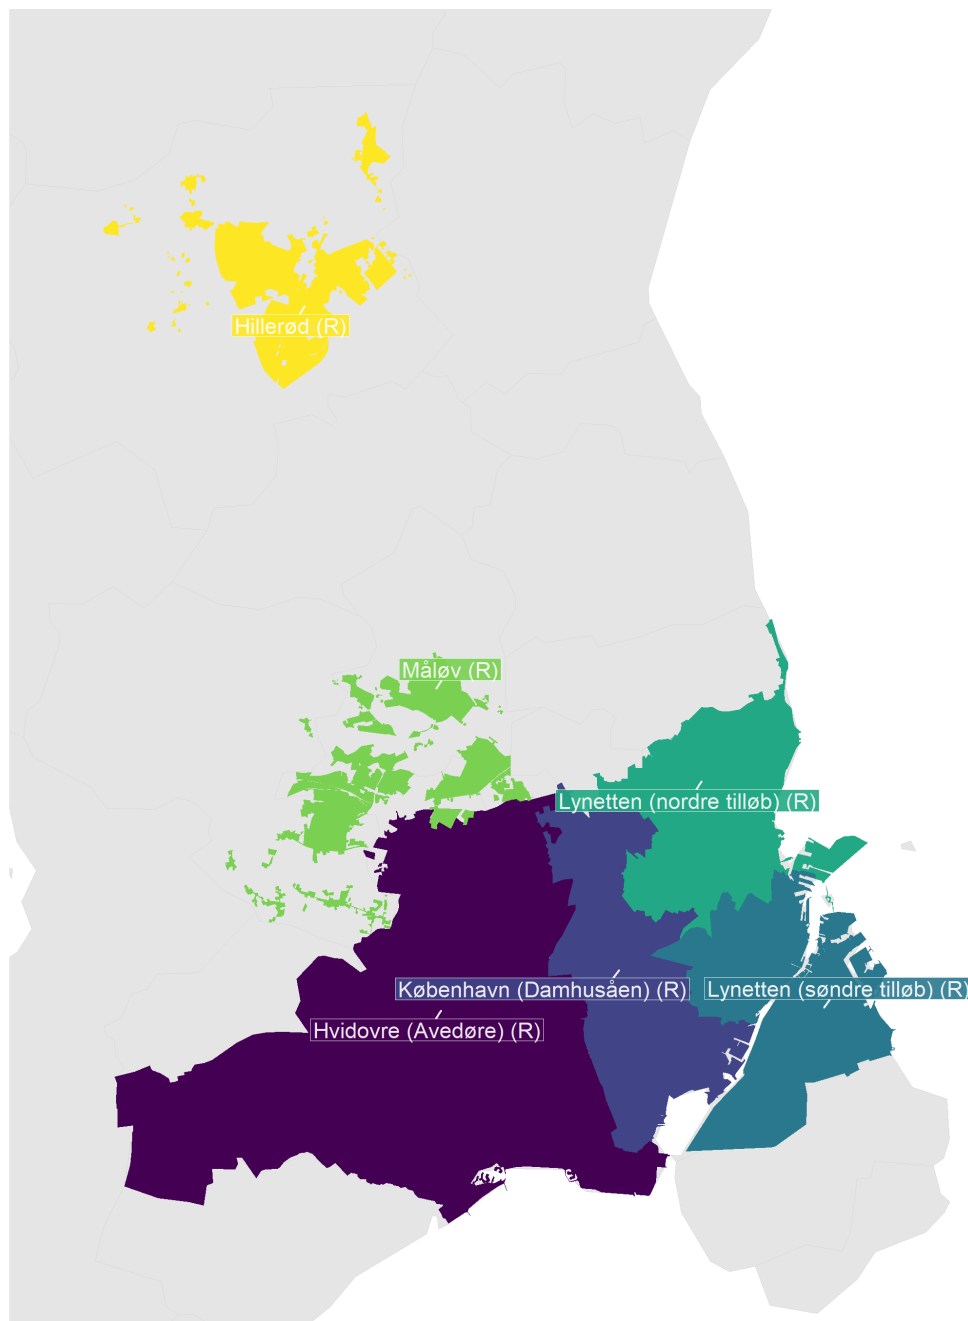 Hillerød (R)
Måløv (R)
Lynetten (nordre tilløb) (R)
København (Damhusåen) (R)
Lynetten (søndre tilløb) (R)
Hvidovre (Avedøre) (R)